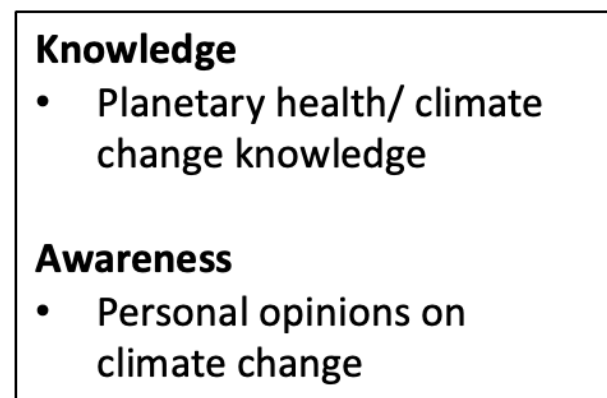 Knowledge
• Planetary health/ climate
change knowledge
Awareness
• Personal opinions on
climate change